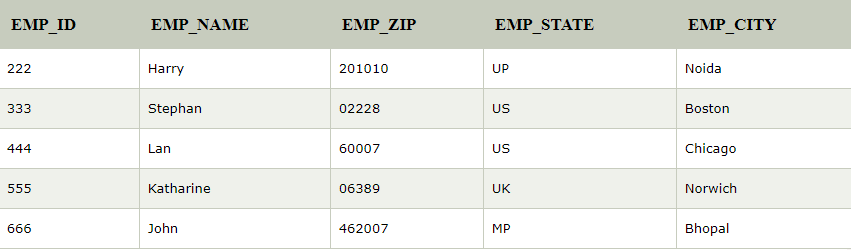 EMP_ID EMP_NAME EMP_ZIP EMP_STATE EMP_CITY
222 Harry 201010 UP Noida
333 Stephan 02228 US Boston
444 Lan 60007 US Chicago
555 Katharine 06389 UK Norwich
666 John 462007 MP Bhopal